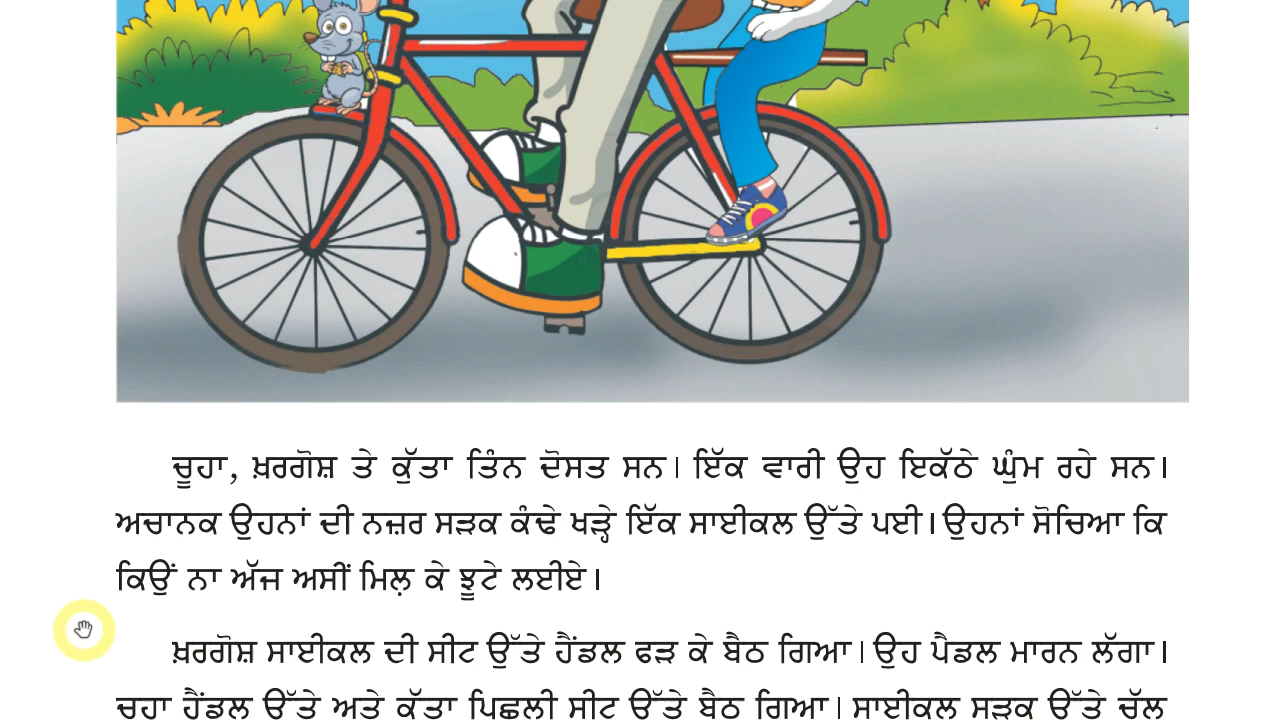 ਚੂਹਾ, ਖ਼ਰਗੋਸ਼ ਤੇ ਕੁੱਤਾ ਤਿੰਨ ਦੋਸਤ ਸਨ। ਇੱਕ ਵਾਰੀ ਉਹ ਇਕੱਠੇ ਘੁੰਮ ਰਹੇ ਸਨ।
ਅਚਾਨਕ ਉਹਨਾਂ ਦੀ ਨਜ਼ਰ ਸੜਕ ਕੰਢੇ ਖੜ੍ਹੇ ਇੱਕ ਸਾਈਕਲ ਉੱਤੇ ਪਈ। ਉਹਨਾਂ ਸੋਚਿਆ ਕਿ
ਕਿਉਂ ਨਾ ਅੱਜ ਅਸੀਂ ਮਿਲ਼ ਕੇ ਝੂਟੇ ਲਈਏ।
ਖ਼ਰਗੋਸ਼ ਸਾਈਕਲ ਦੀ ਸੀਟ ਉੱਤੇ ਹੈਂਡਲ ਫੜ ਕੇ ਬੈਠ ਗਿਆ। ਉਹ ਪੈਡਲ ਮਾਰਨ ਲੱਗਾ।
ਚੂਹਾ ਹੈਂਡਲ ਉੱਤੇ ਅਤੇ ਕੁੱਤਾ ਪਿਛਲੀ ਸੀਟ ਉੱਤੇ ਬੈਠ ਗਿਆ। ਸਾਈਕਲ ਸੜਕ ਉੱਤੇ ਚੱਲ